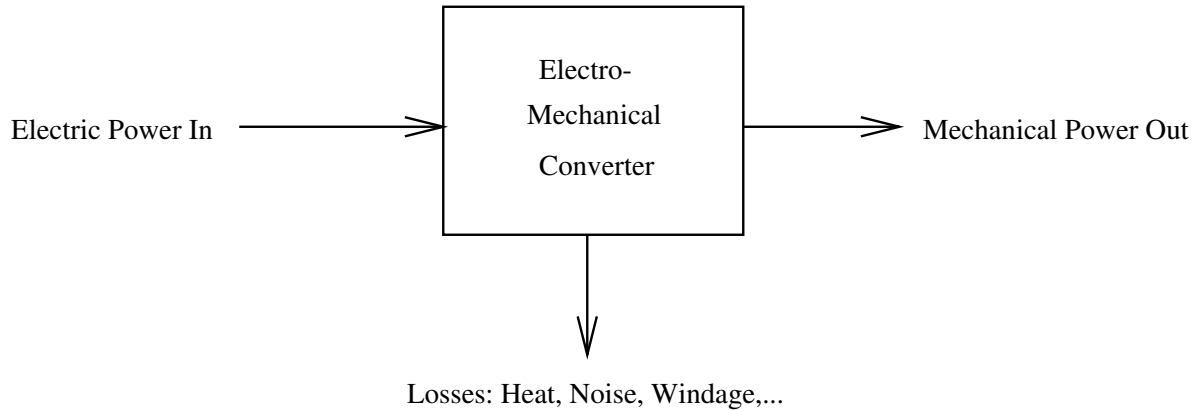 Electric Power In
Electro-
Mechanical
Converter
Mechanical Power Out
Losses: Heat, Noise, Windage,...